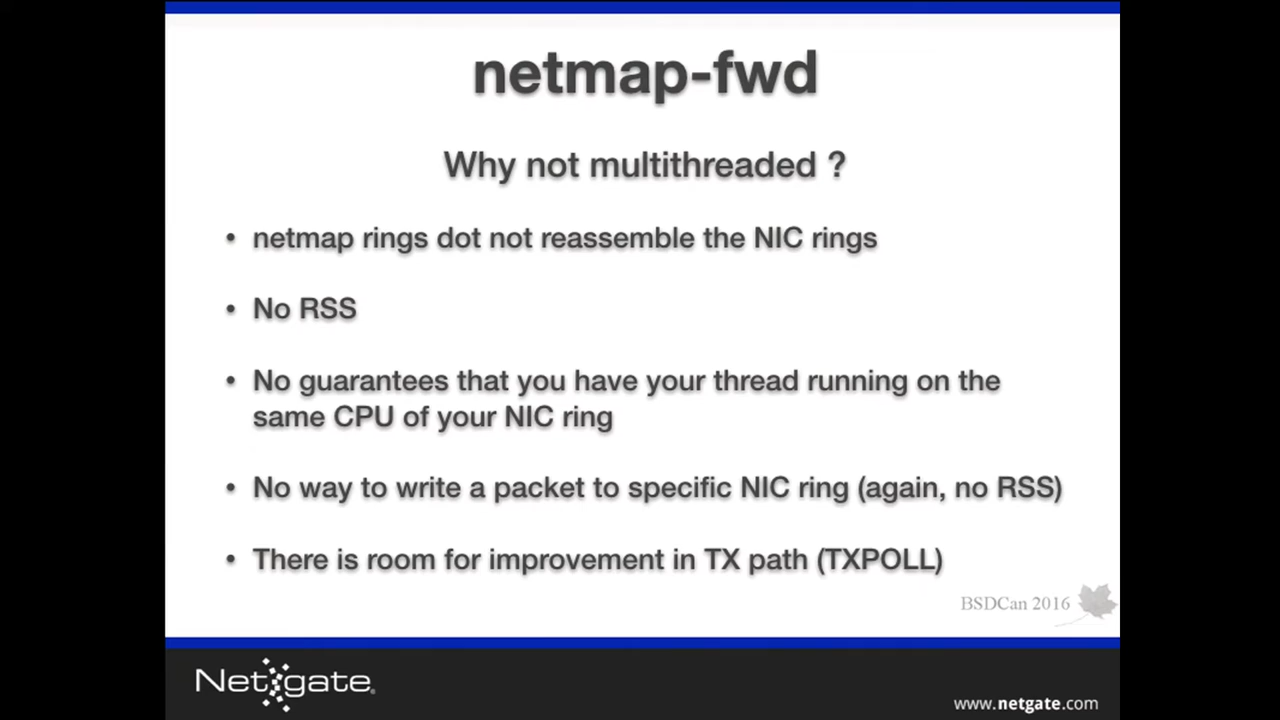 netmap-fwd
Why not multithreaded ?
• netmap rings dot not reassemble the NIC rings
• No RSS
• No guarantees that you have your thread running on the
same CPU of your NIC ring
• No way to write a packet to specific NIC ring (again, no RSS)
• There is room for improvement in TX path (TXPOLL)
BSDCan 2016
Netgate
www.netgate.com